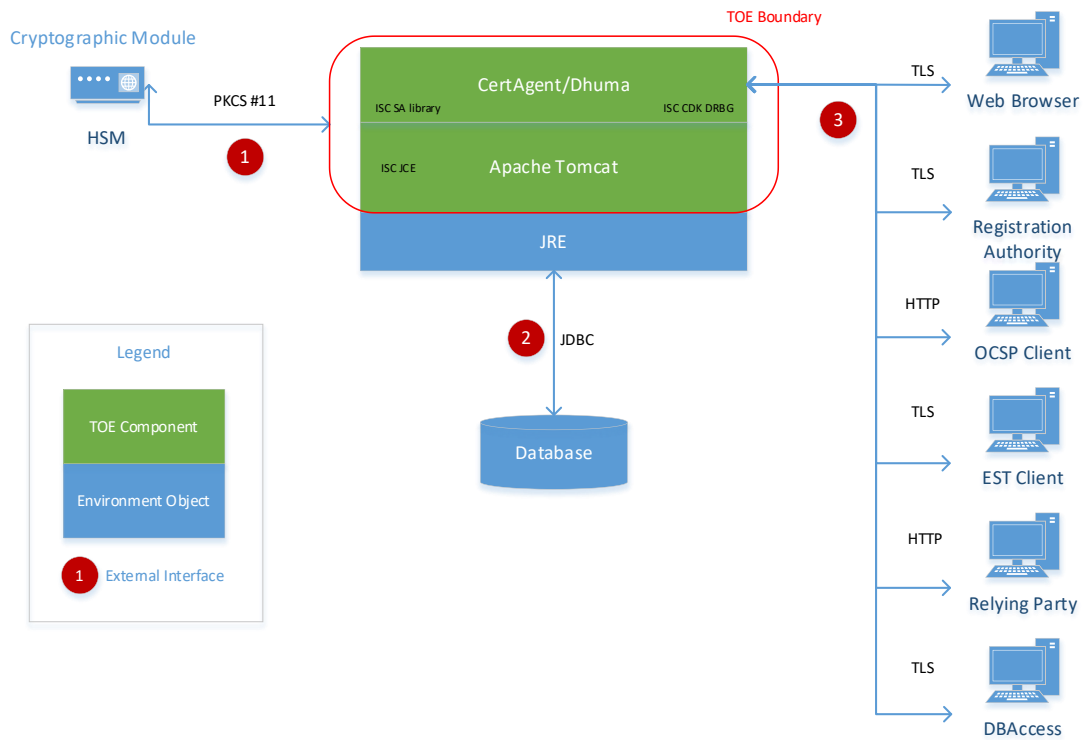 TOE Boundary
Cryptographic Module
HSM
PKCS #11
1
CertAgent/Dhuma
ISC SA library
ISC CDK DRBG
ISC JCE
Apache Tomcat
JRE
2
JDBC
Database
3
TLS
Web Browser
TLS
Registration
Authority
HTTP
OCSP Client
TLS
EST Client
HTTP
Relying Party
TLS
DBAccess
Legend
TOE Component
Environment Object
1
External Interface